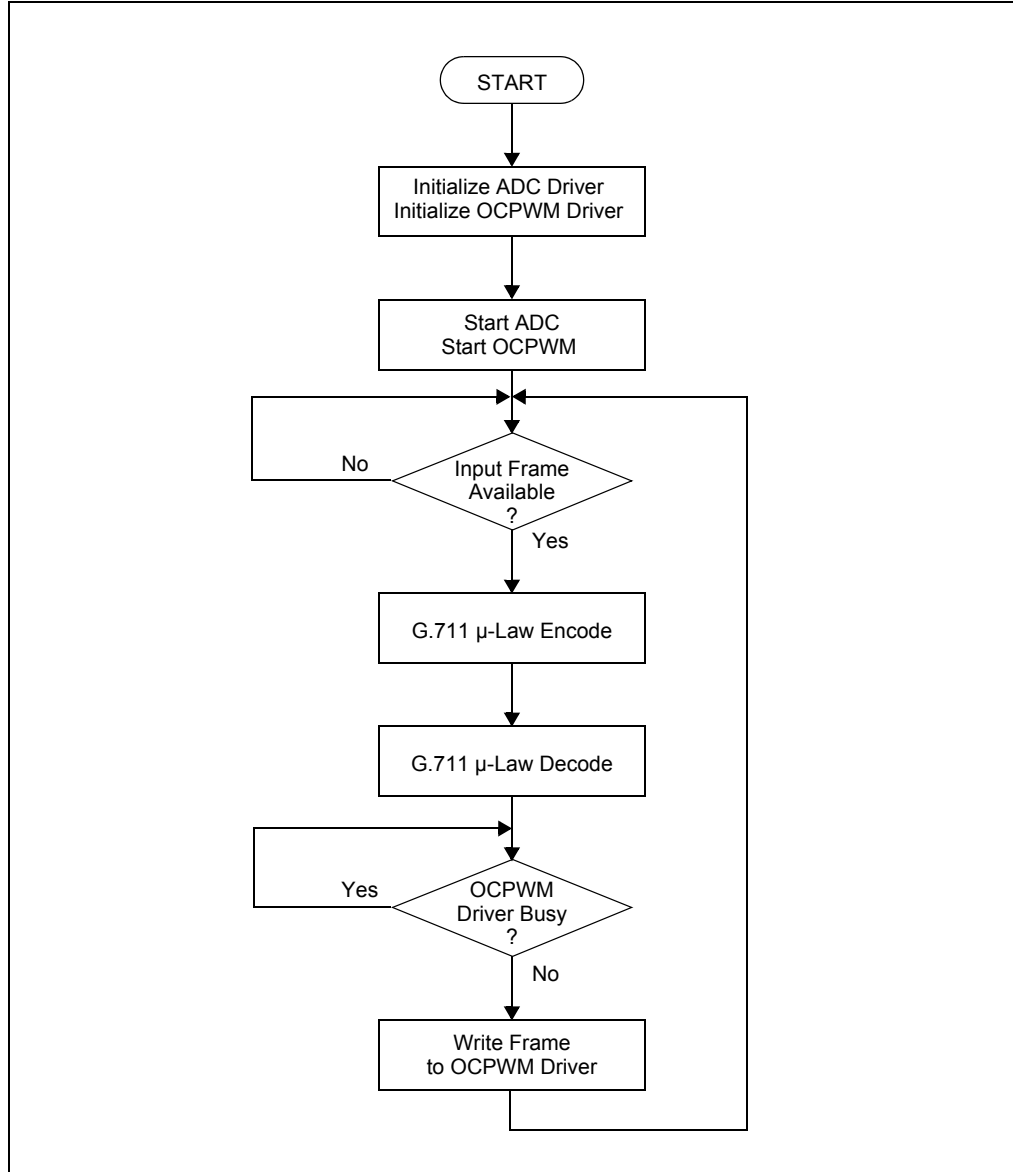 START
Initialize ADC Driver
Initialize OCPWM Driver
Start ADC
Start OCPWM
No
Input Frame
Available
?
Yes
G.711 µ-Law Encode
G.711 µ-Law Decode
Yes
OCPWM
Driver Busy
?
No
Write Frame
to OCPWM Driver